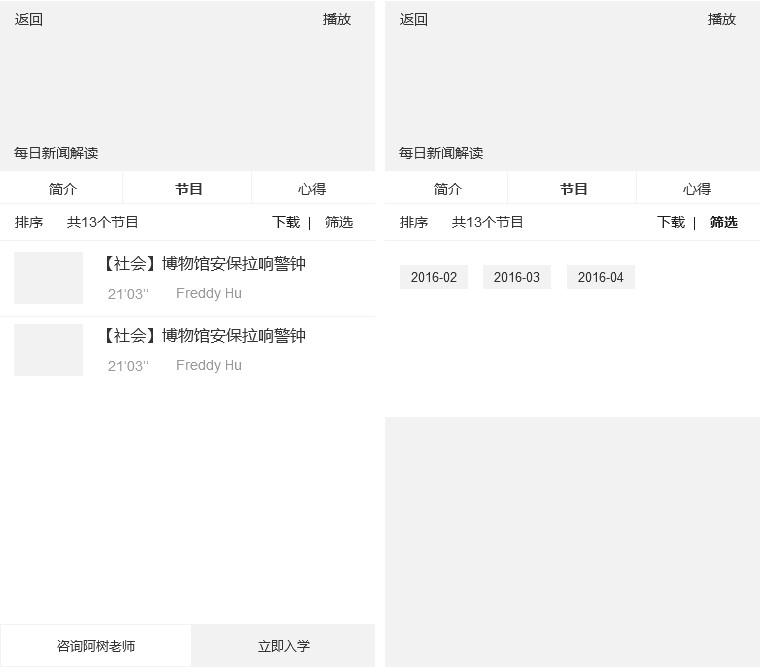 返回 播放
每日新闻解读
简介 节目 心得
排序 共13个节目 下载 | 筛选
【社会】博物馆安保拉响警钟
21'03" Freddy Hu
【社会】博物馆安保拉响警钟
21'03" Freddy Hu
咨询阿树老师 立即入学
返回 播放
每日新闻解读
简介 节目 心得
排序 共13个节目 下载 | 筛选
2016-02 2016-03 2016-04